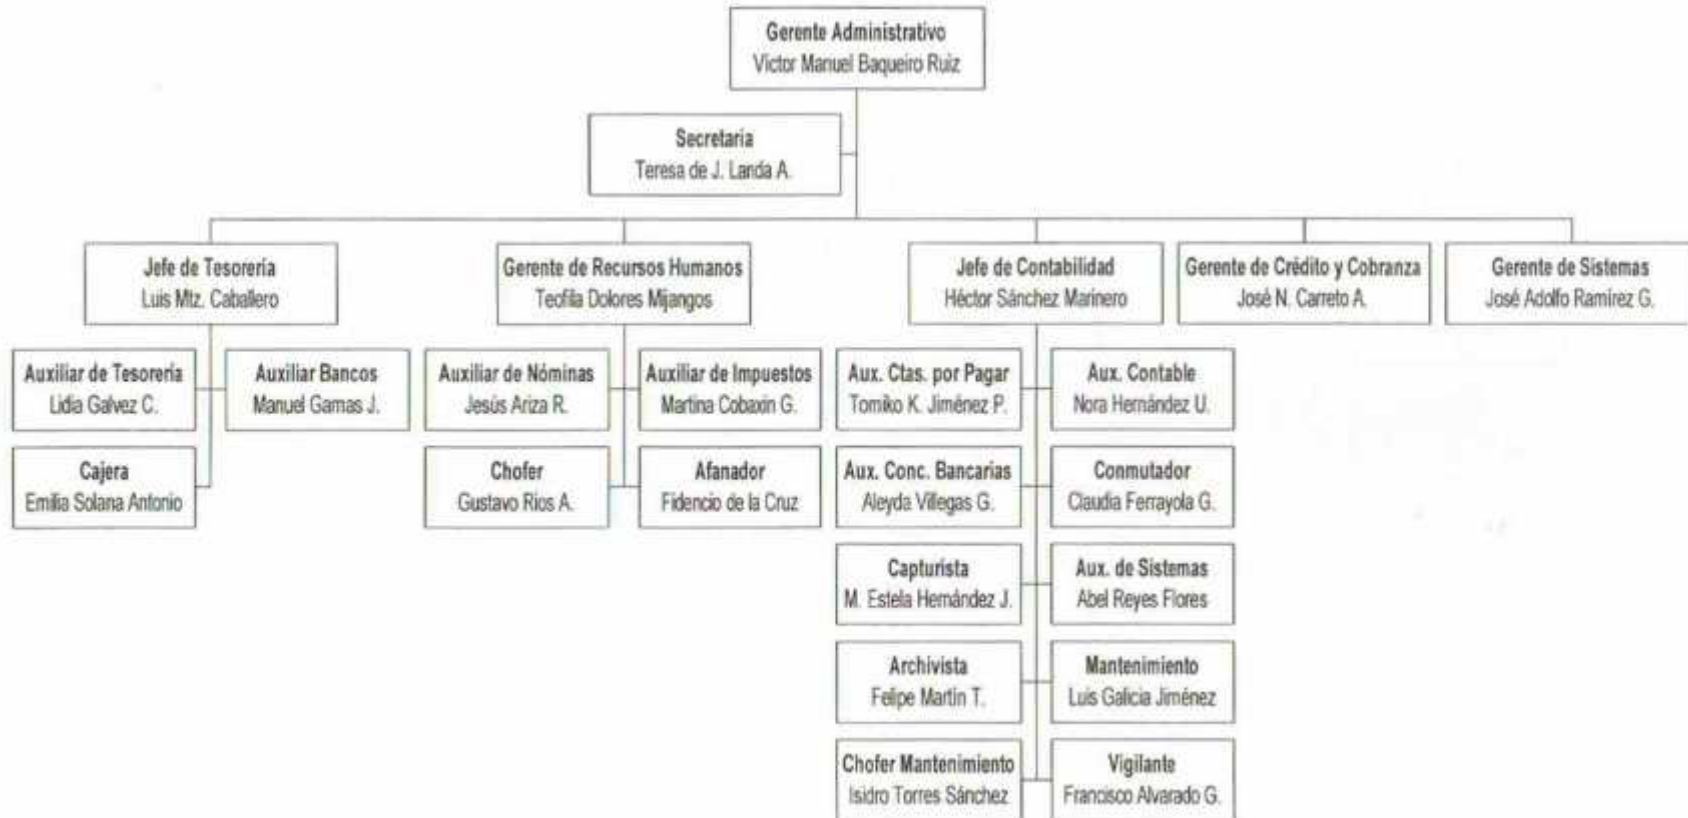 Gerente Administrativo
Víctor Manuel Baqueiro Ruiz
Secretaria
Teresa de J. Landa A.
Jefe de Tesorería
Luis Mtz. Caballero
Gerente de Recursos Humanos
Teofila Dolores Mijangos
Jefe de Contabilidad
Héctor Sánchez Marinero
Gerente de Crédito y Cobranza
José N. Carreto A.
Gerente de Sistemas
José Adolfo Ramírez G.
Auxiliar de Tesorería
Lidia Galvez C.
Auxiliar Bancos
Manuel Gamas J.
Cajera
Emilia Solana Antonio
Auxiliar de Nóminas
Jesús Ariza R.
Auxiliar de Impuestos
Martina Cobaxin G.
Chofer
Gustavo Rios A.
Afanador
Fidencio de la Cruz
Aux. Ctas. por Pagar
Tomiko K. Jiménez P.
Aux. Contable
Nora Hernández U.
Aux. Conc. Bancarias
Aleyda Villegas G.
Conmutador
Claudia Ferrayola G.
Capturista
M. Estela Hernández J.
Aux. de Sistemas
Abel Reyes Flores
Archivista
Felipe Martín T.
Mantenimiento
Luis Galicia Jiménez
Chofer Mantenimiento
Isidro Torres Sánchez
Vigilante
Francisco Alvarado G.